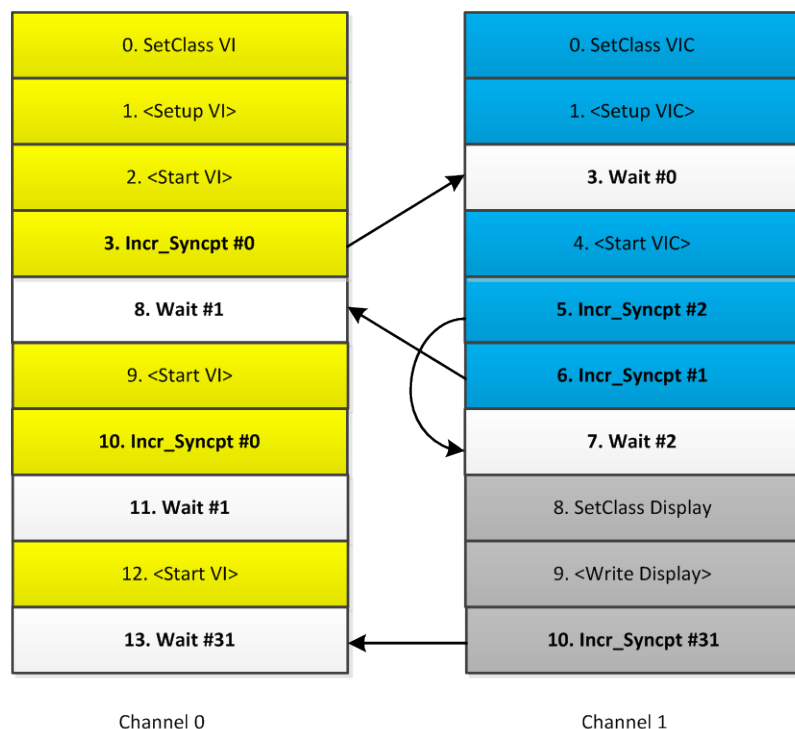 0. SetClass VI
1. <Setup VI>
2. <Start VI>
3. Incr_Syncpt #0
8. Wait #1
9. <Start VI>
10. Incr_Syncpt #0
11. Wait #1
12. <Start VI>
13. Wait #31
Channel 0
0. SetClass VIC
1. <Setup VIC>
3. Wait #0
4. <Start VIC>
5. Incr_Syncpt #2
6. Incr_Syncpt #1
7. Wait #2
8. SetClass Display
9. <Write Display>
10. Incr_Syncpt #31
Channel 1